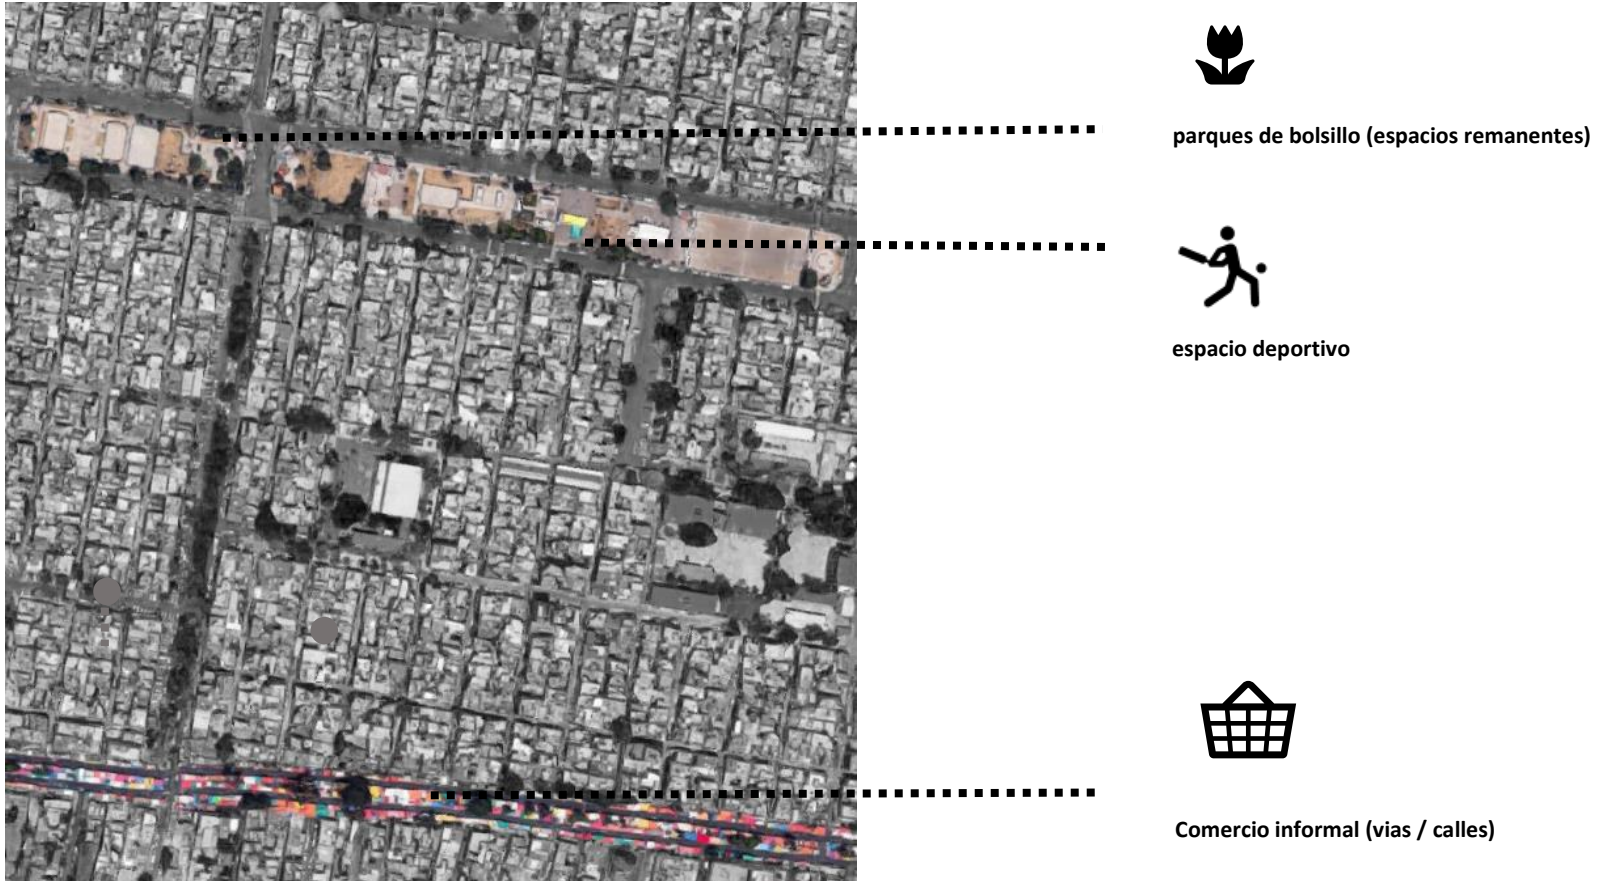 parques de bolsillo (espacios remanentes)
espacio deportivo
Comercio informal (vias / calles)